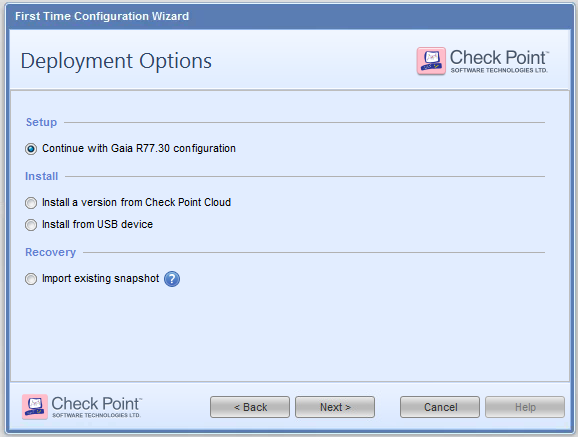 First Time Configuration Wizard
Deployment Options
Check Point™
SOFTWARE TECHNOLOGIES LTD.
Setup
Continue with Gaia R77.30 configuration
Install
Install a version from Check Point Cloud
Install from USB device
Recovery
Import existing snapshot ?
Check Point™
SOFTWARE TECHNOLOGIES LTD.
< Back Next > Cancel Help